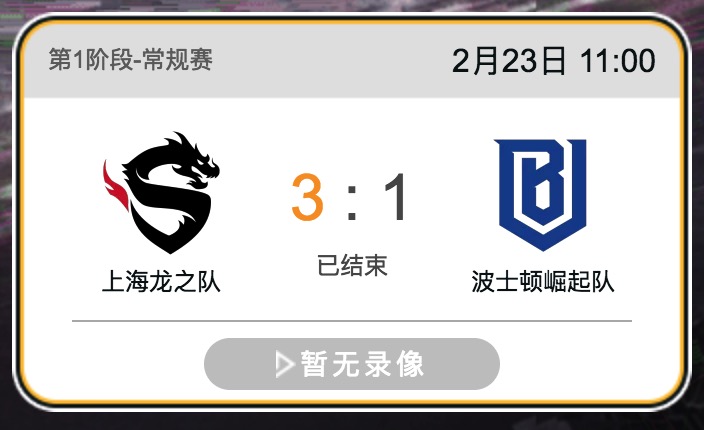 第1阶段-常规赛
2月23日 11:00
3 : 1
已结束
上海龙之队
波士顿崛起队
暂无录像